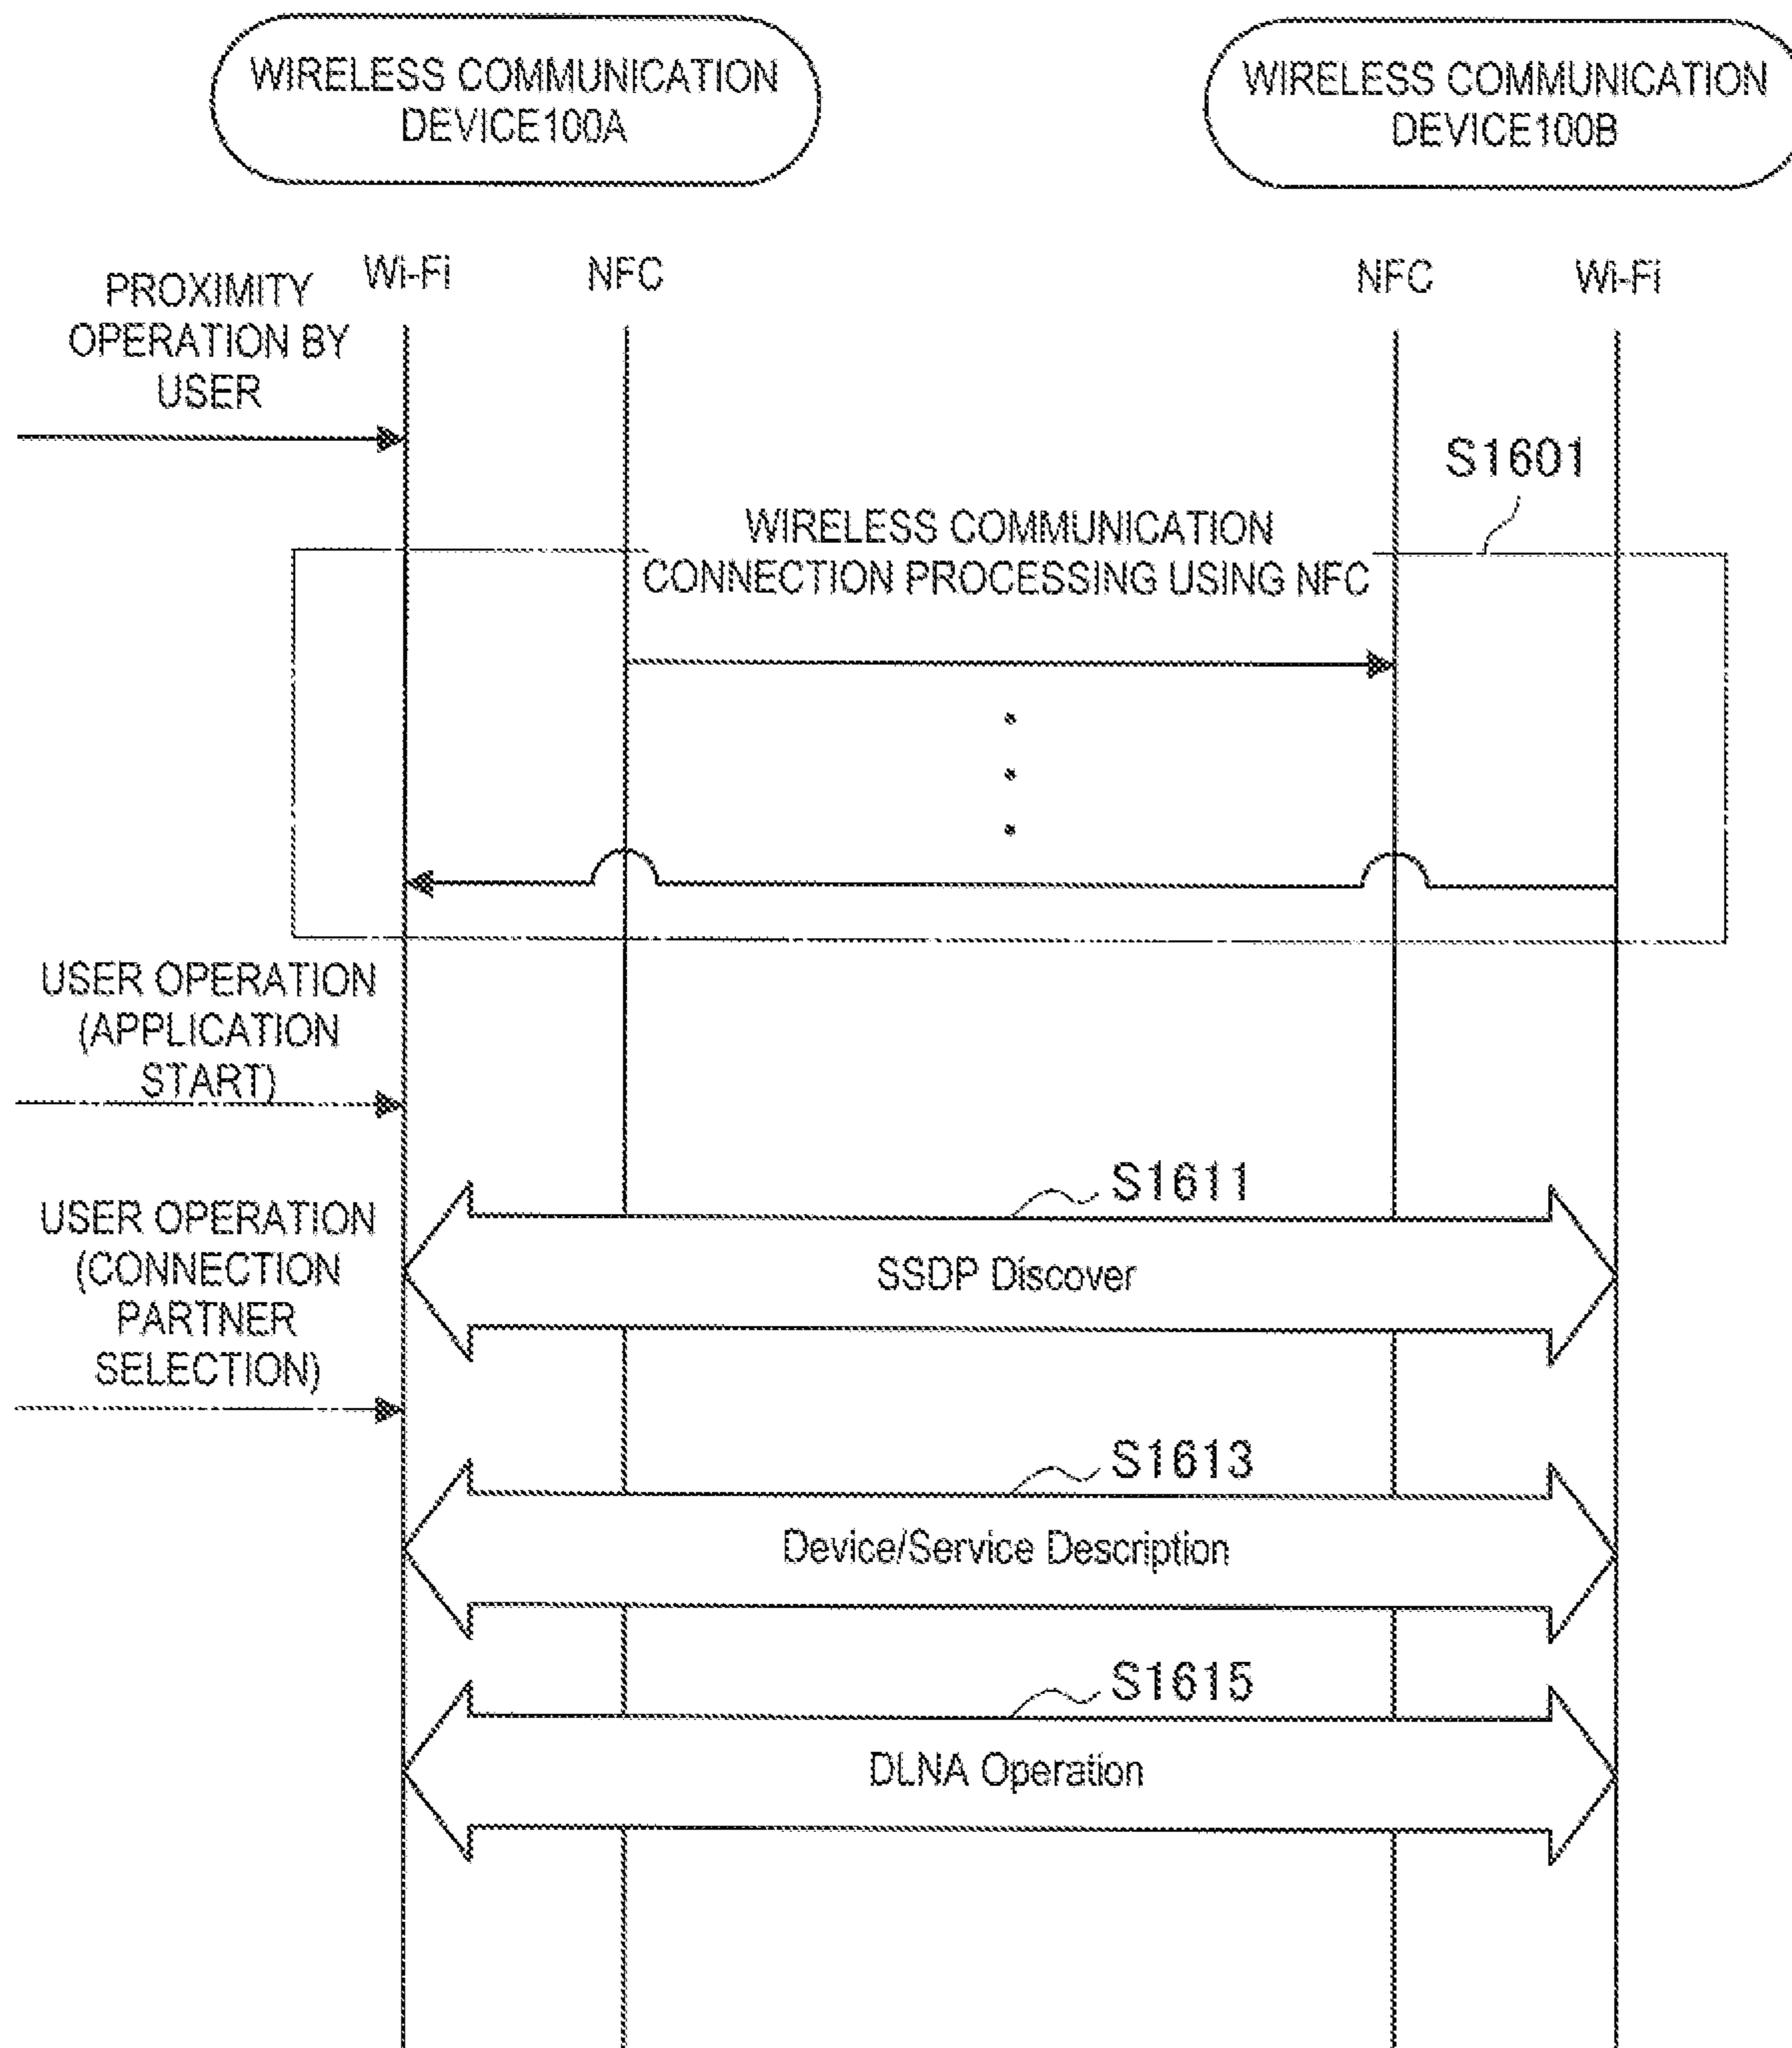 WIRELESS COMMUNICATION
DEVICE100A
WIRELESS COMMUNICATION
DEVICE100B
Wi-Fi
NFC
NFC
Wi-Fi
PROXIMITY
OPERATION BY
USER
S1601
WIRELESS COMMUNICATION
CONNECTION PROCESSING USING NFC
USER OPERATION
(APPLICATION
START)
S1611
SSDP Discover
USER OPERATION
(CONNECTION
PARTNER
SELECTION)
S1613
Device/Service Description
S1615
DLNA Operation